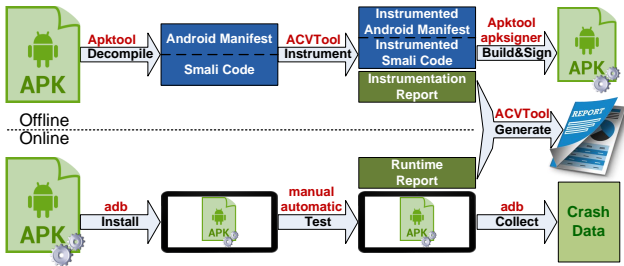 APK
Apktool
Decompile
Android Manifest
Smali Code
ACVTool
Instrument
Instrumented
Android Manifest
Instrumented
Smali Code
Instrumentation
Report
Apktool
apksigner
Build&Sign
APK
Offline
Online
ACVTool
Generate
REPORT
APK
adb
Install
APK
manual
automatic
Test
Runtime
Report
APK
adb
Collect
Crash
Data